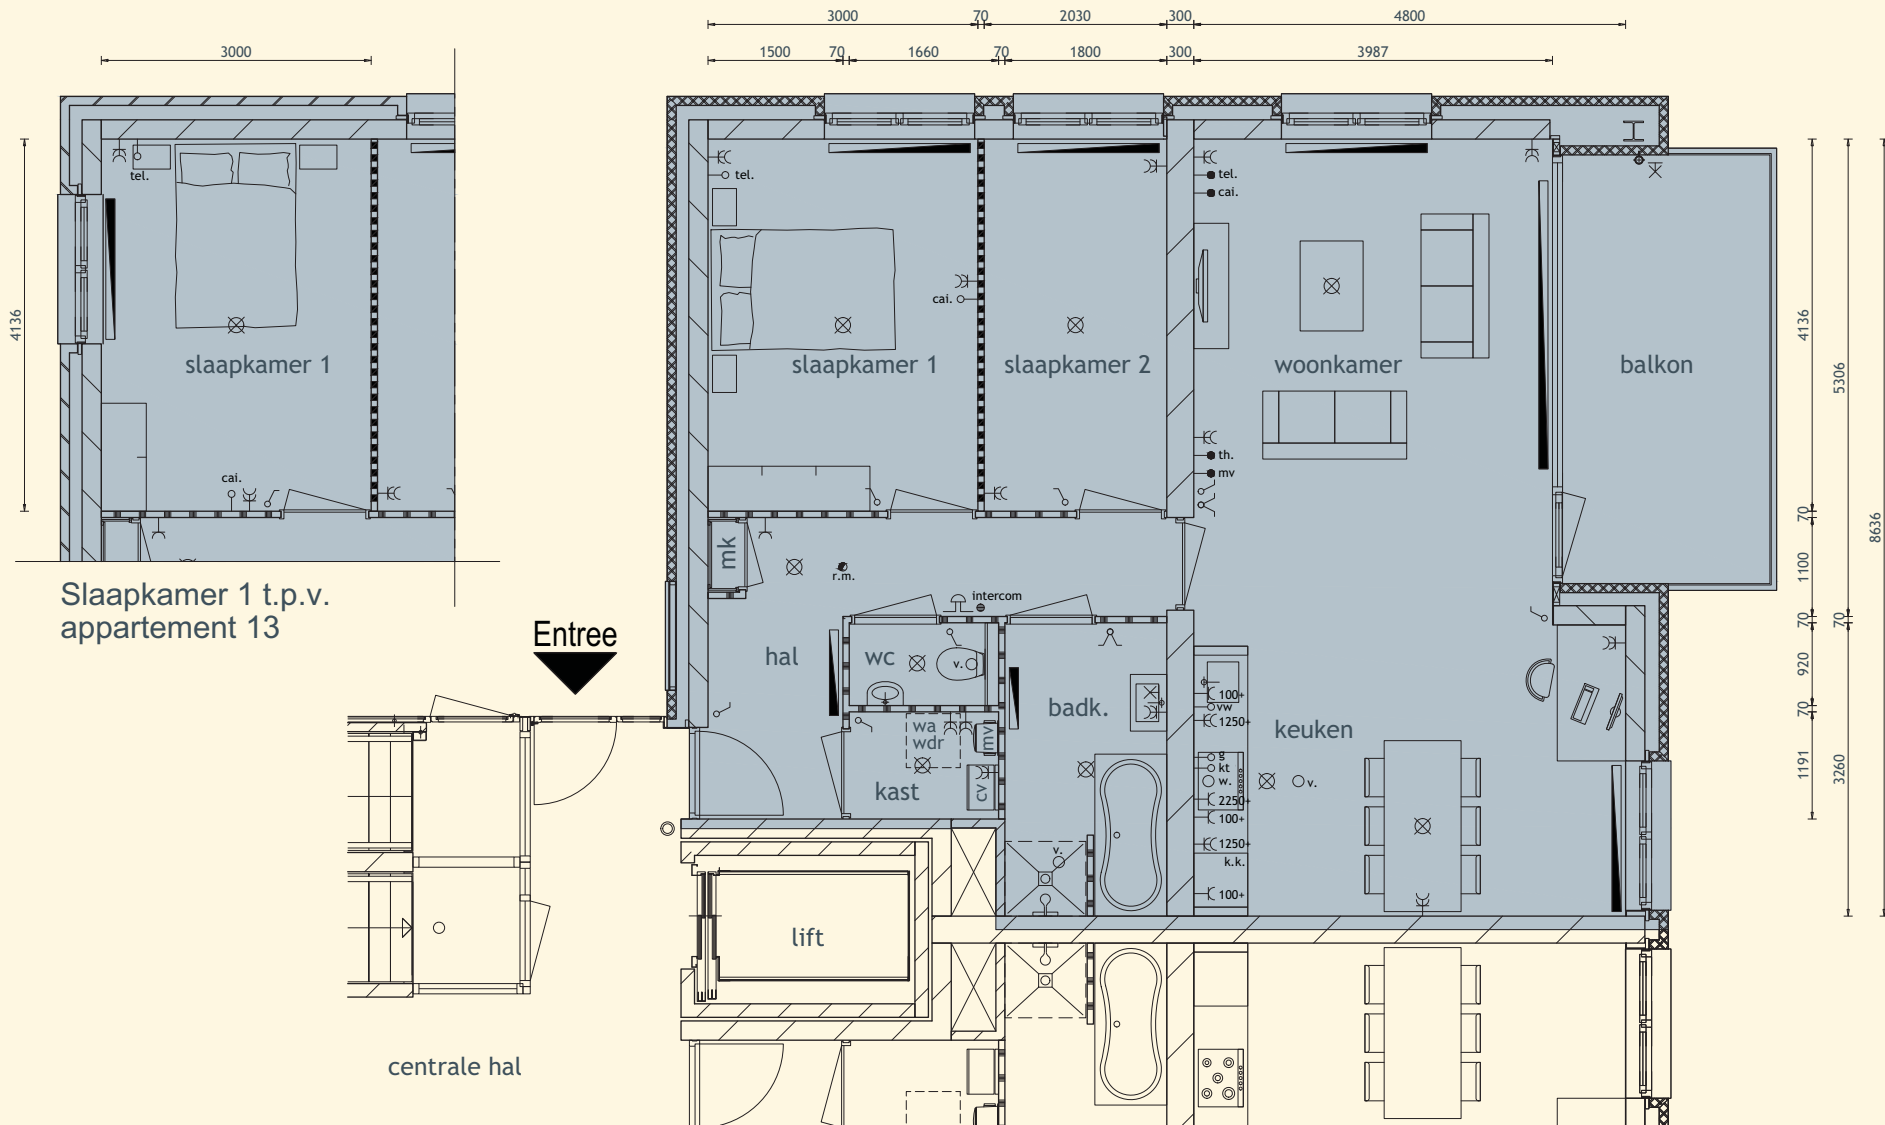 3000 70 2030 300 4800
3000
1500 70 1660 70 1800 300 3987
tel.
4136
slaapkamer 1
cai.
Slaapkamer 1 t.p.v.
appartement 13
tel.
cai.
slaapkamer 1
slaapkamer 2
tel.
cai.
woonkamer
balkon
th.
mv
mk
r.m.
intercom
Entree
hal
wc
v.
badk.
wa
wdr
mv
kast
cv
100+
vw
1250+
keuken
g
kt
w.
v.
2250+
100+
1250+
k.k.
100+
v.
lift
centrale hal
4136
70
1100
70
920
70
1191
5306
70
3260
8636